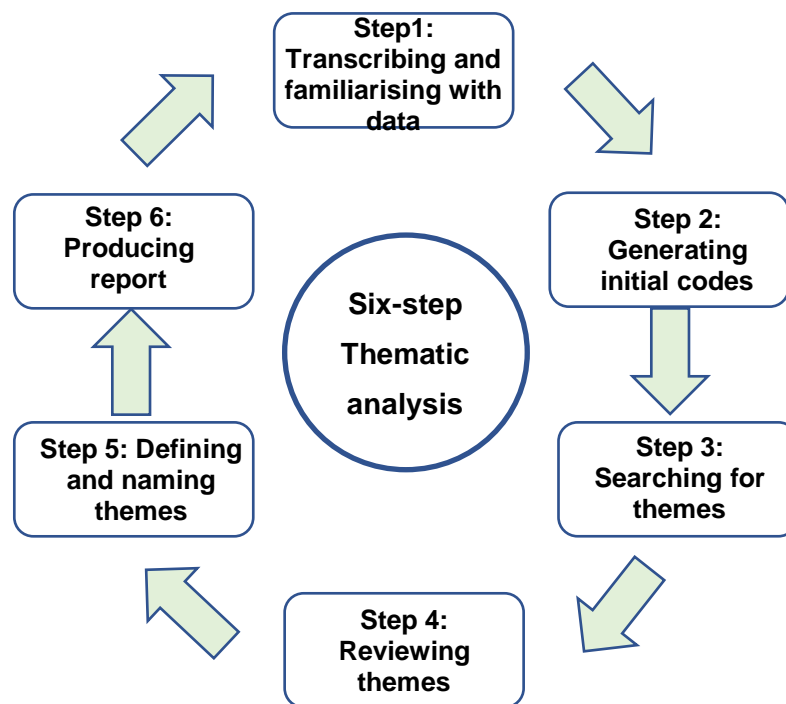 Step1:
Transcribing and
familiarising with
data
Step 2:
Generating
initial codes
Step 3:
Searching for
themes
Step 4:
Reviewing
themes
Step 5: Defining
and naming
themes
Step 6:
Producing
report
Six-step
Thematic
analysis